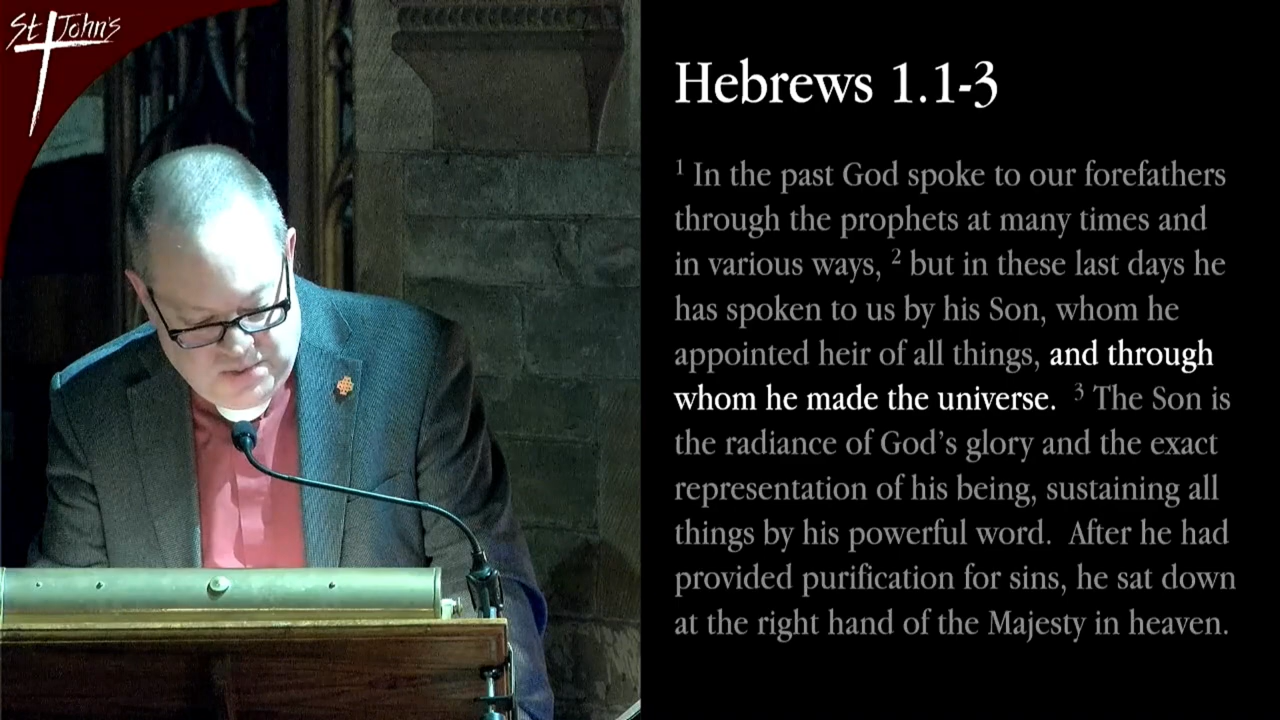 St John's
Hebrews 1.1-3
1 In the past God spoke to our forefathers
through the prophets at many times and
in various ways, 2 but in these last days he
has spoken to us by his Son, whom he
appointed heir of all things, and through
whom he made the universe. 3 The Son is
the radiance of God's glory and the exact
representation of his being, sustaining all
things by his powerful word. After he had
provided purification for sins, he sat down
at the right hand of the Majesty in heaven.